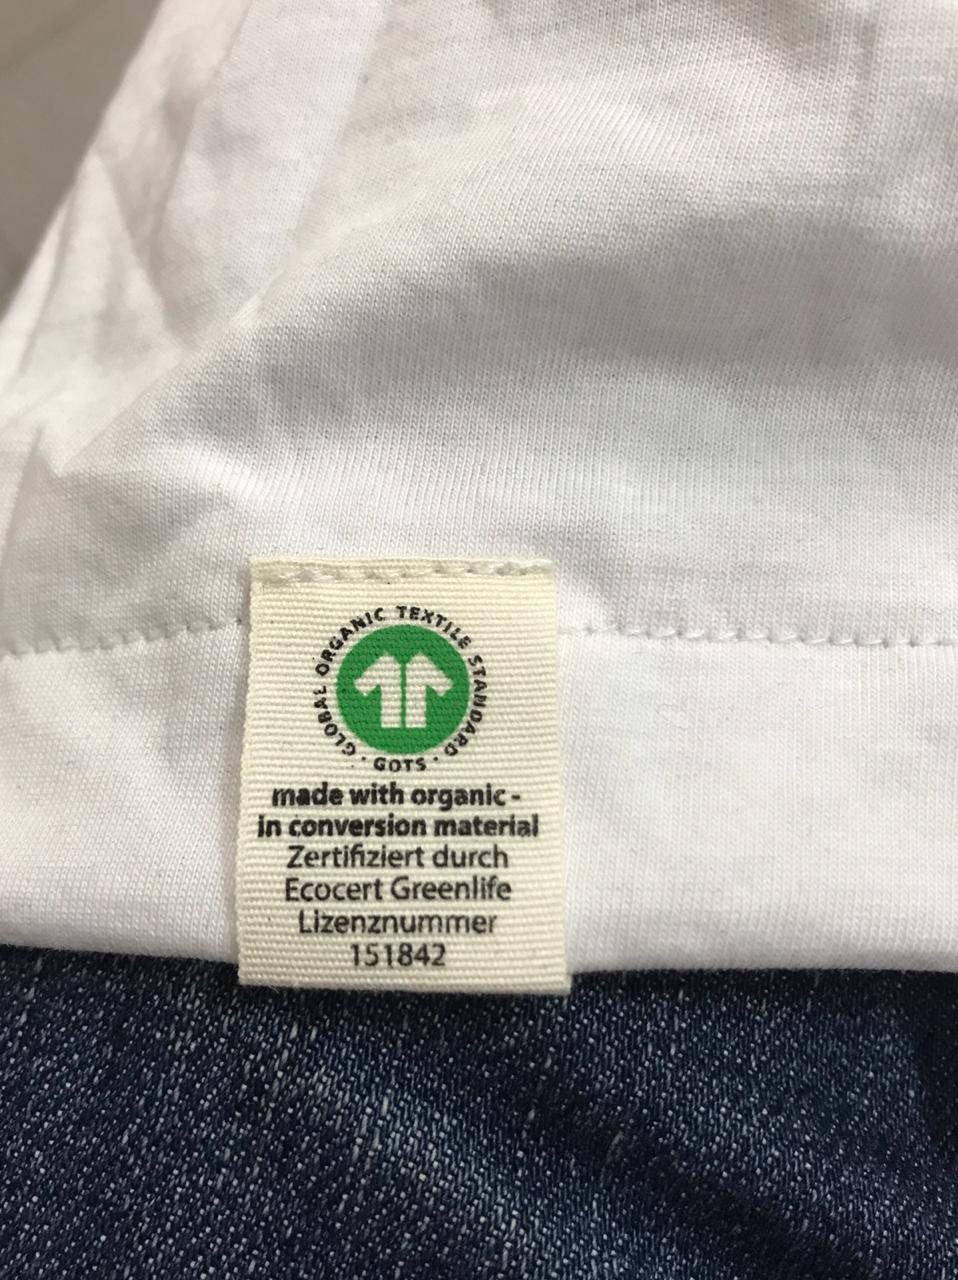 GLOBAL ORGANIC TEXTILE STANDARD
· GOTS ·
made with organic -
in conversion material
Zertifiziert durch
Ecocert Greenlife
Lizenznummer
151842